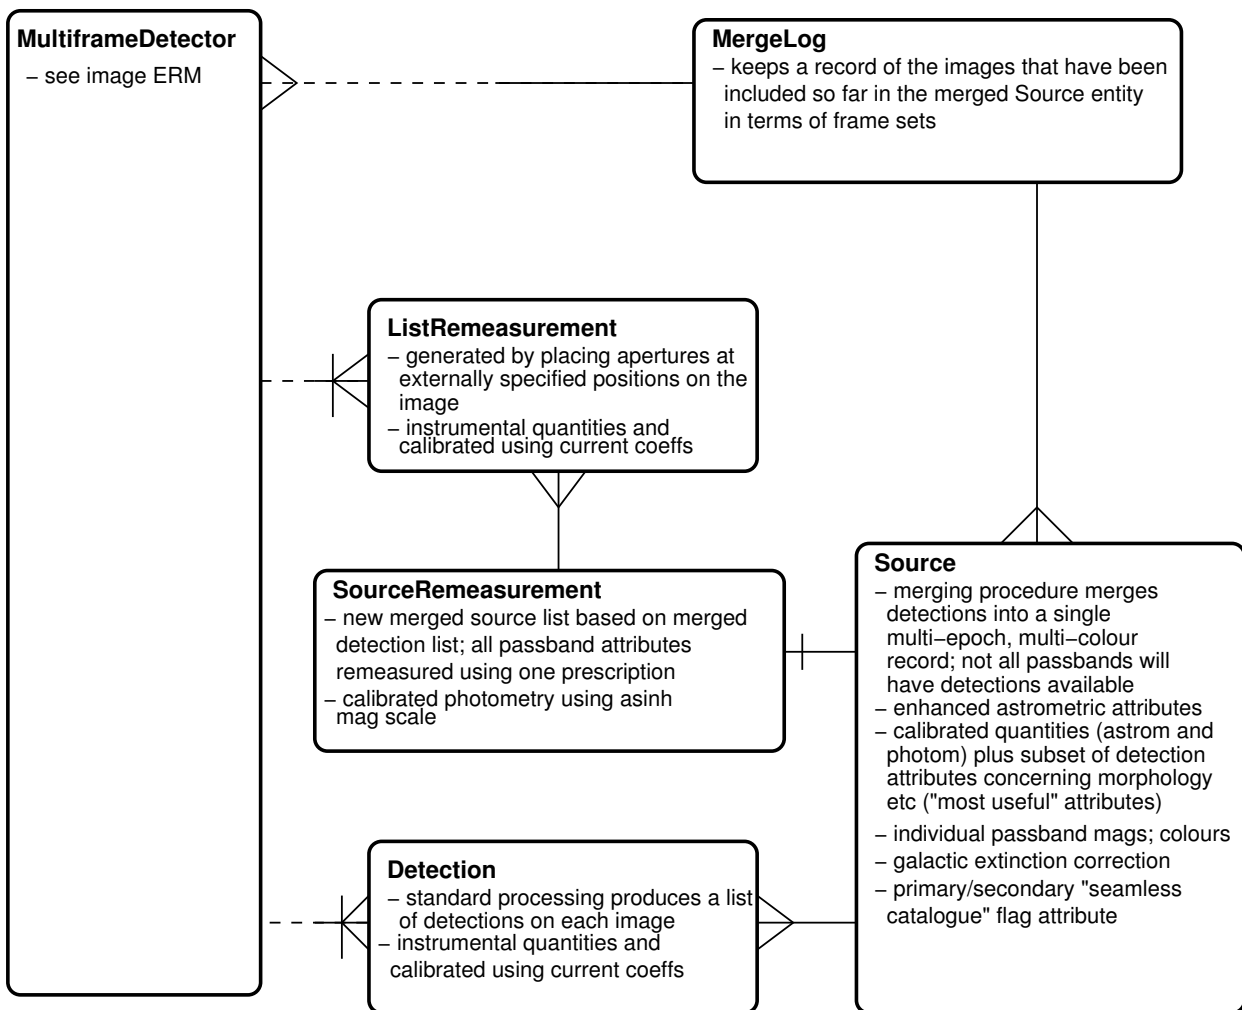 MultiframeDetector
– see image ERM
MergeLog
– keeps a record of the images that have been
included so far in the merged Source entity
in terms of frame sets
ListRemeasurement
– generated by placing apertures at
externally specified positions on the
image
– instrumental quantities and
calibrated using current coeffs
SourceRemeasurement
– new merged source list based on merged
detection list; all passband attributes
remeasured using one prescription
– calibrated photometry using asinh
mag scale
Source
– merging procedure merges
detections into a single
multi–epoch, multi–colour
record; not all passbands will
have detections available
– enhanced astrometric attributes
– calibrated quantities (astrom and
photom) plus subset of detection
attributes concerning morphology
etc ("most useful" attributes)
– individual passband mags; colours
– galactic extinction correction
– primary/secondary "seamless
catalogue" flag attribute
Detection
– standard processing produces a list
of detections on each image
– instrumental quantities and
calibrated using current coeffs